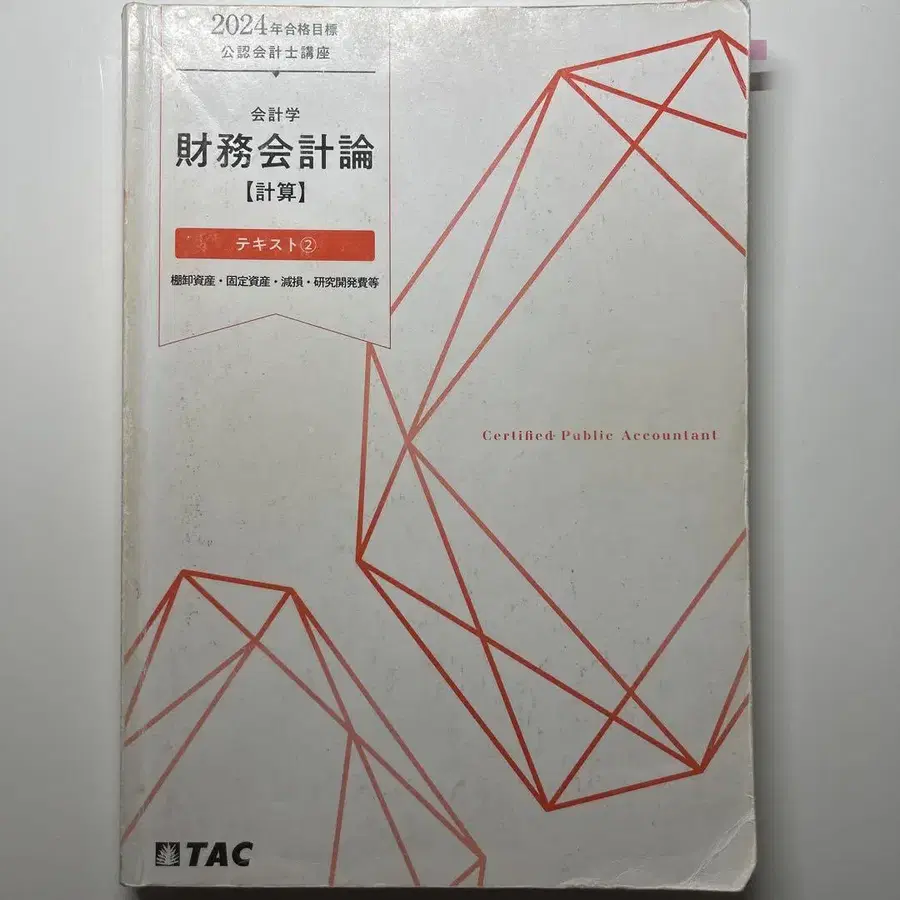 2024年合格目標
公認会計士講座
会計学
財務会計論
【計算】
テキスト②
棚卸資産・固定資産・減損・研究開発費等
Certified Public Accountant
TAC